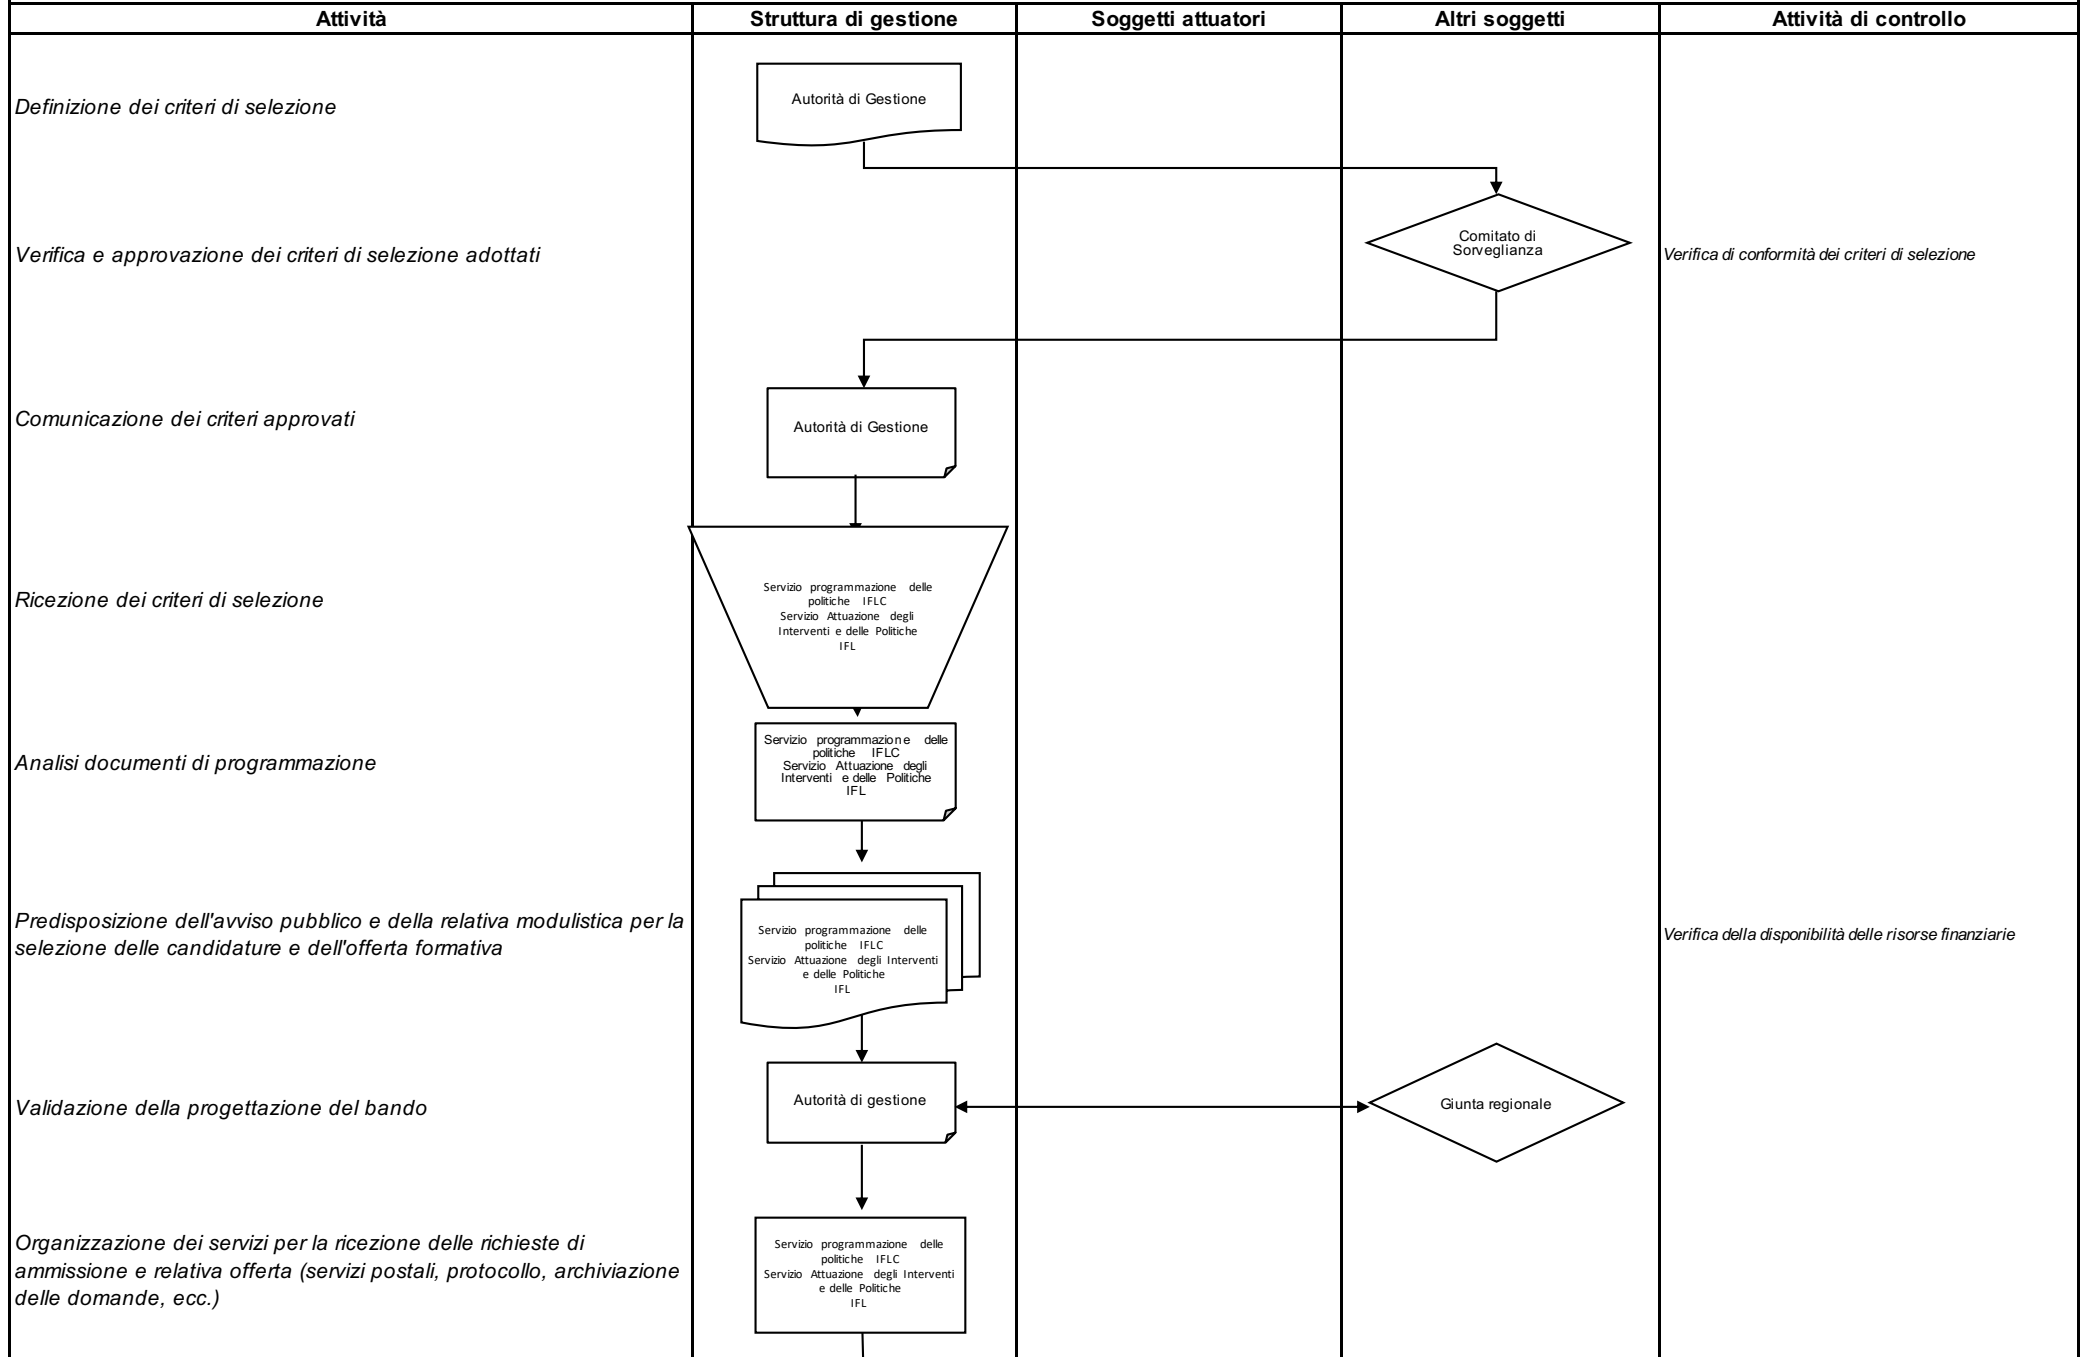 Attività
Struttura di gestione
Soggetti attuatori
Altri soggetti
Attività di controllo
Definizione dei criteri di selezione
Autorità di Gestione
Verifica e approvazione dei criteri di selezione adottati
Comitato di
Sorveglianza
Verifica di conformità dei criteri di selezione
Comunicazione dei criteri approvati
Autorità di Gestione
Ricezione dei criteri di selezione
Servizio programmazione delle
politiche IFLC
Servizio Attuazione degli
Interventi e delle Politiche
IFL
Analisi documenti di programmazione
Servizio programmazione delle
politiche IFLC
Servizio Attuazione degli
Interventi e delle Politiche
IFL
Predisposizione dell'avviso pubblico e della relativa modulistica per la
selezione delle candidature e dell'offerta formativa
Servizio programmazione delle
politiche IFLC
Servizio Attuazione degli Interventi
e delle Politiche
IFL
Verifica della disponibilità delle risorse finanziarie
Validazione della progettazione del bando
Autorità di gestione
Giunta regionale
Organizzazione dei servizi per la ricezione delle richieste di
ammissione e relativa offerta (servizi postali, protocollo, archiviazione
delle domande, ecc.)
Servizio programmazione delle
politiche IFLC
Servizio Attuazione degli Interventi
e delle Politiche
IFL